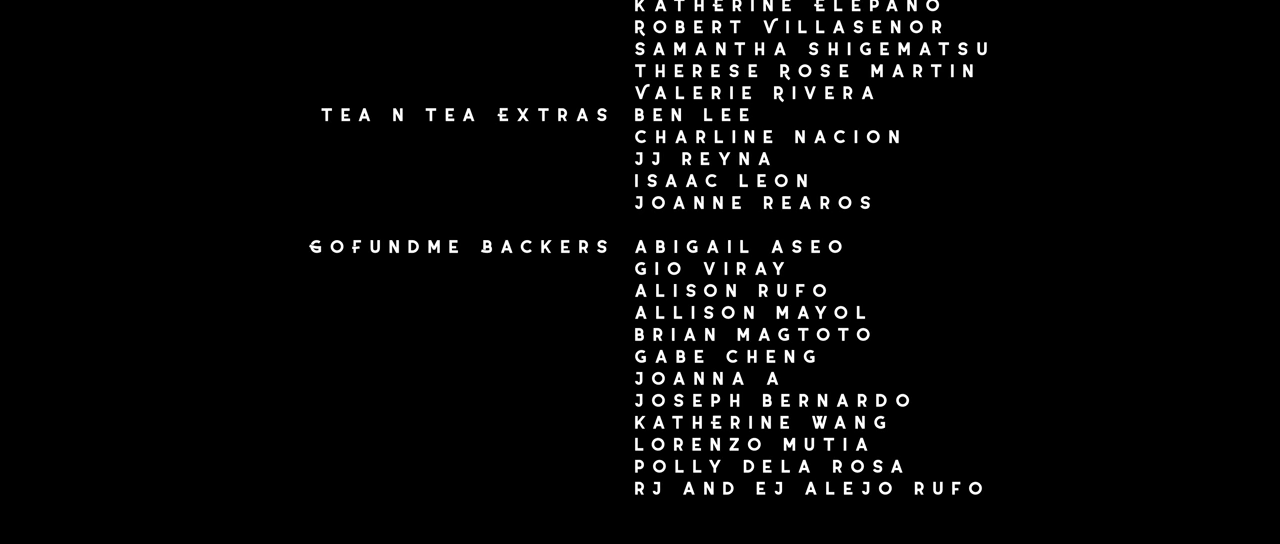 KATHERINE ELEPANO
ROBERT VILLASENOR
SAMANTHA SHIGEMATSU
THERESE ROSE MARTIN
VALERIE RIVERA
TEA N TEA EXTRAS BEN LEE
CHARLINE NACION
JJ REYNA
ISAAC LEON
JOANNE REAROS
GOFUNDME BACKERS ABIGAIL ASEO
GIO VIRAY
ALISON RUFO
ALLISON MAYOL
BRIAN MAGTOTO
GABE CHENG
JOANNA A
JOSEPH BERNARDO
KATHERINE WANG
LORENZO MUTIA
POLLY DELA ROSA
RJ AND EJ ALEJO RUFO